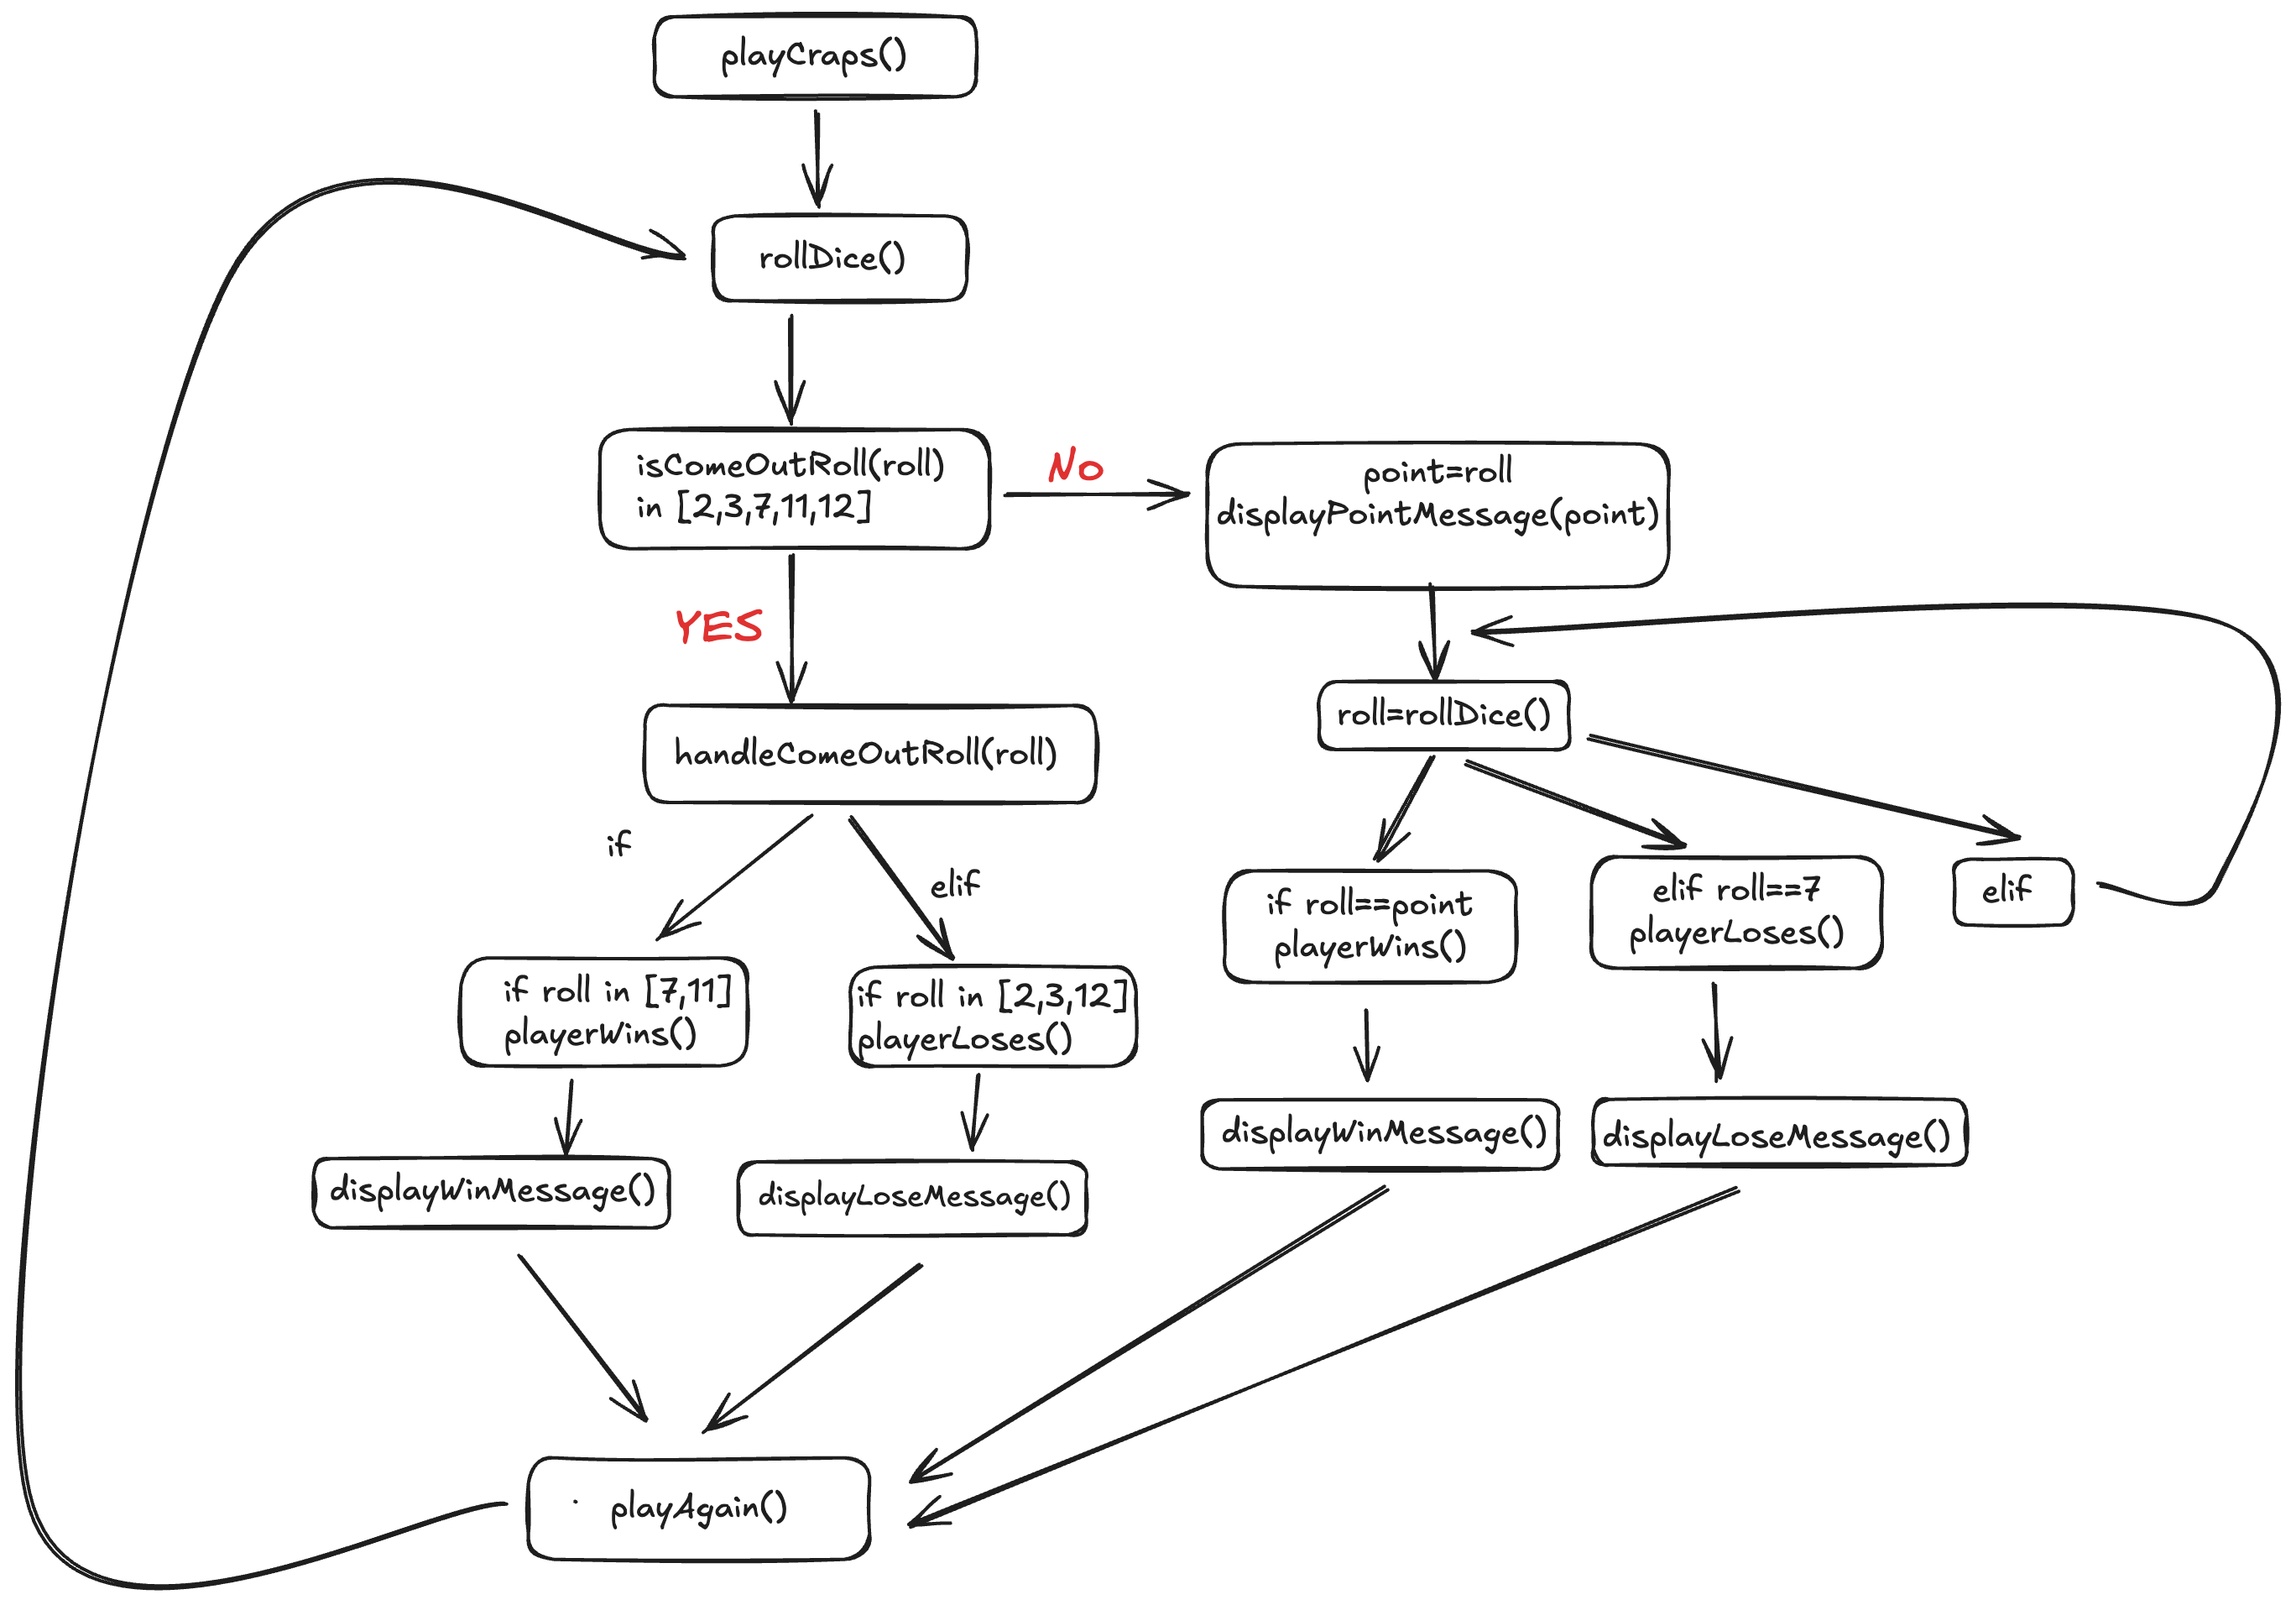 playCraps()
rollDice()
isComeOutRoll(roll)
in [2,3,7,11,12]
No
point=roll
displayPointMessage(point)
YES
roll=rollDice()
handleComeOutRoll(roll)
if
elif
if roll==point
playerWins()
elif roll==7
playerLoses()
elif
if roll in [7,11]
playerWins()
if roll in [2,3,12]
playerLoses()
displayWinMessage()
displayLoseMessage()
displayWinMessage()
displayLoseMessage()
playAgain()